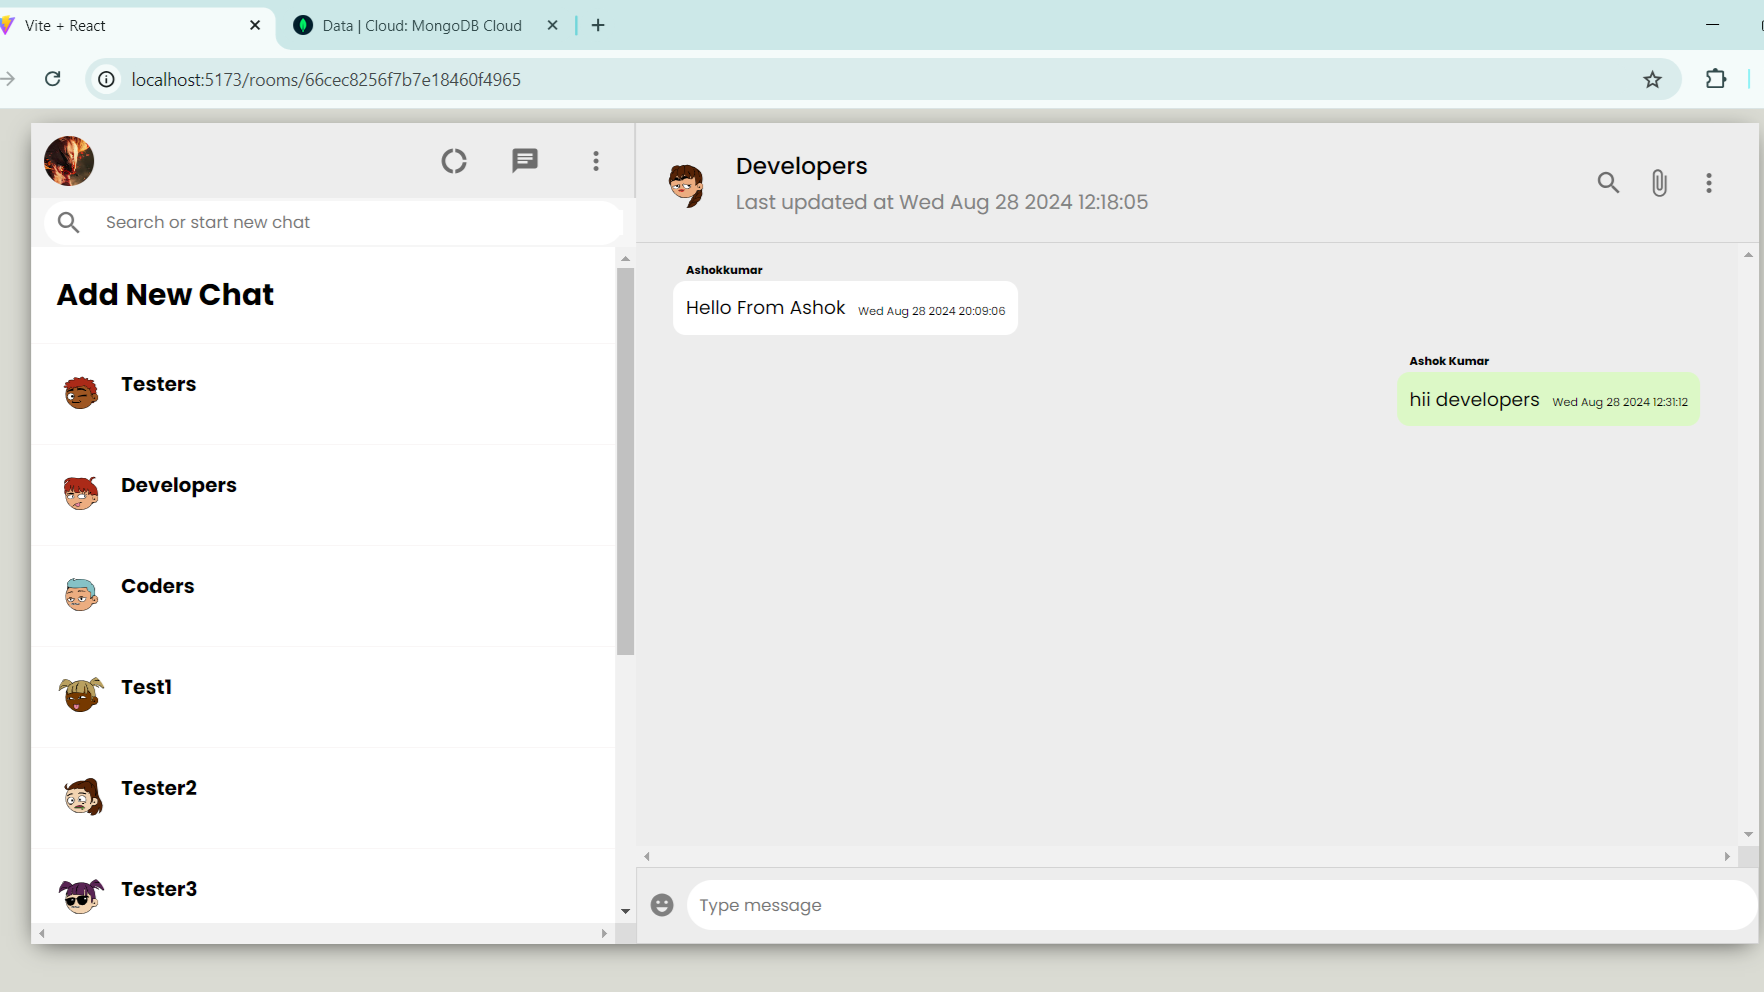 Vite + React
Data | Cloud: MongoDB Cloud
localhost:5173/rooms/66cec8256f7b7e18460f4965
Search or start new chat
Add New Chat
Testers
Developers
Coders
Test1
Tester2
Tester3
Developers
Last updated at Wed Aug 28 2024 12:18:05
Ashokkumar
Hello From Ashok Wed Aug 28 2024 20:09:06
Ashok Kumar
hii developers Wed Aug 28 2024 12:31:12
Type message